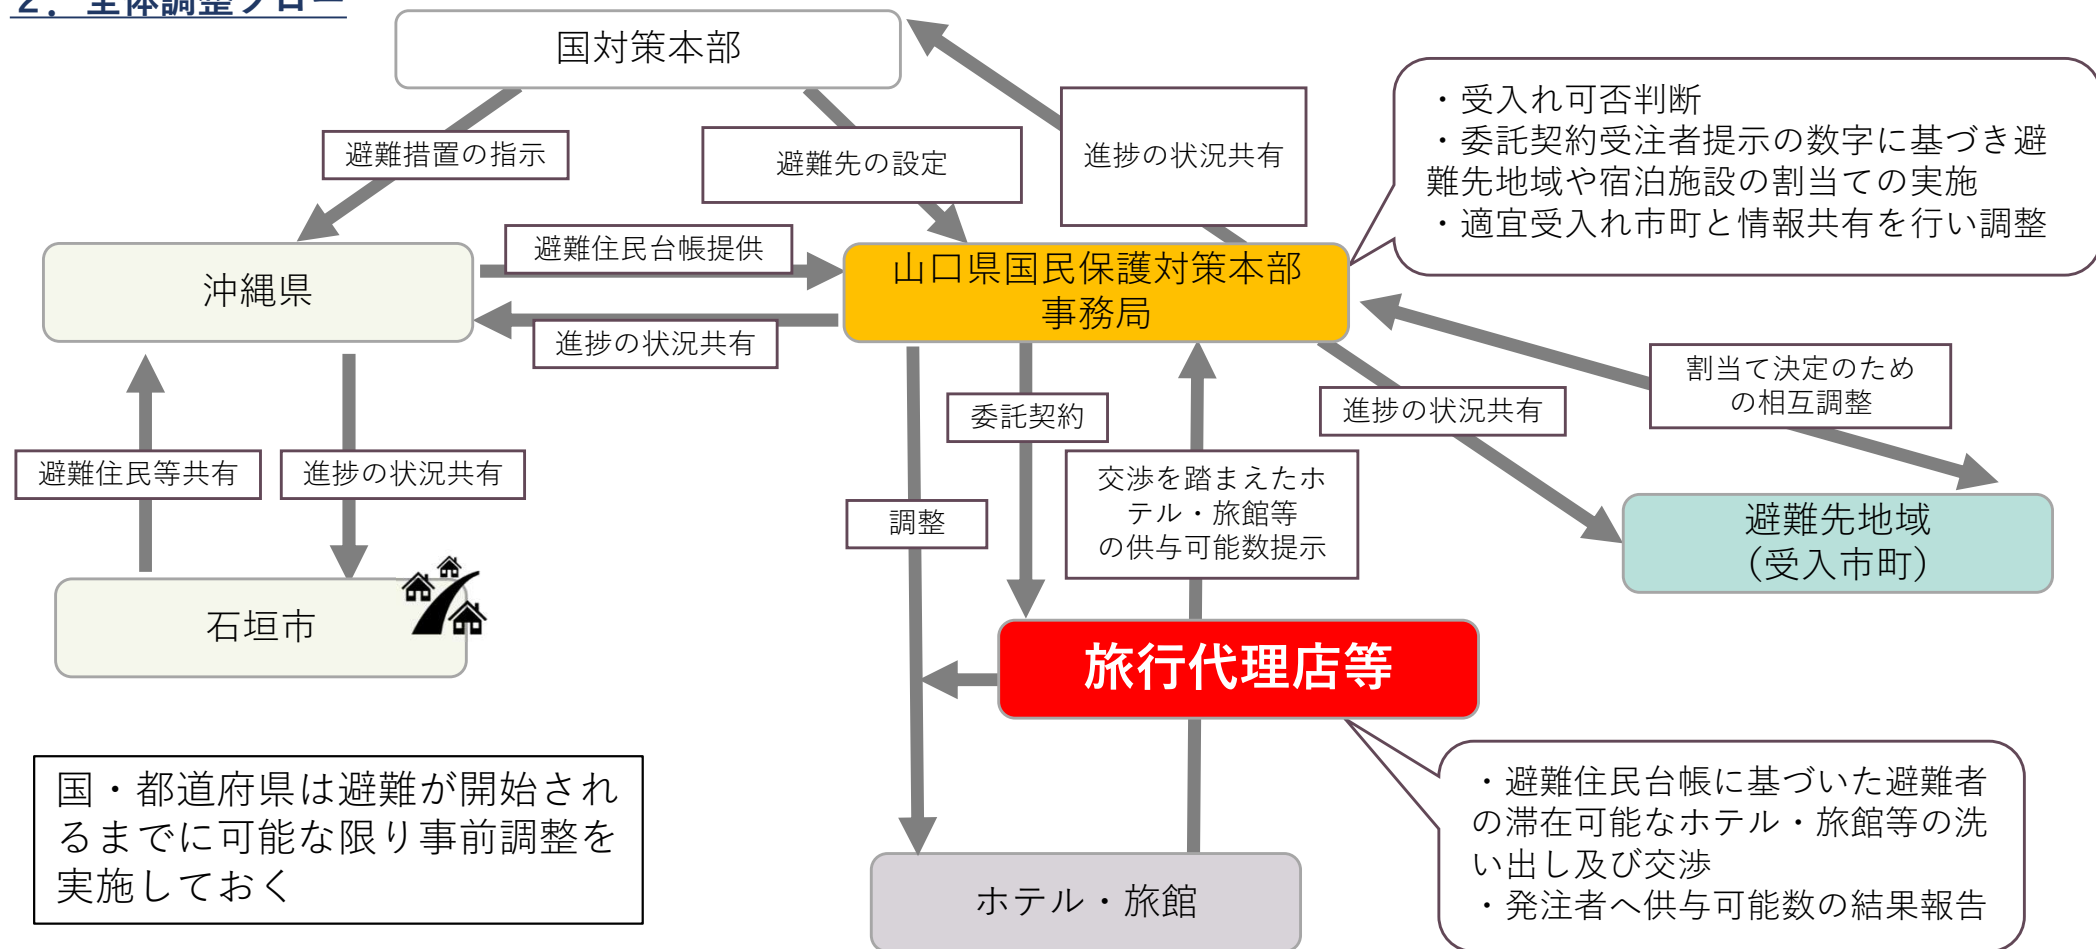 ２．全体調整フロー
国対策本部
避難措置の指示
避難先の設定
進捗の状況共有
・受入れ可否判断
・委託契約受注者提示の数字に基づき避
難先地域や宿泊施設の割当ての実施
・適宜受入れ市町と情報共有を行い調整
沖縄県
避難住民台帳提供
進捗の状況共有
山口県国民保護対策本部
事務局
避難住民等共有
進捗の状況共有
石垣市
調整
委託契約
交渉を踏まえたホ
テル・旅館等
の供与可能数提示
進捗の状況共有
割当て決定のため
の相互調整
避難先地域
（受入市町）
旅行代理店等
国・都道府県は避難が開始され
るまでに可能な限り事前調整を
実施しておく
ホテル・旅館
・避難住民台帳に基づいた避難者
の滞在可能なホテル・旅館等の洗
い出し及び交渉
・発注者へ供与可能数の結果報告